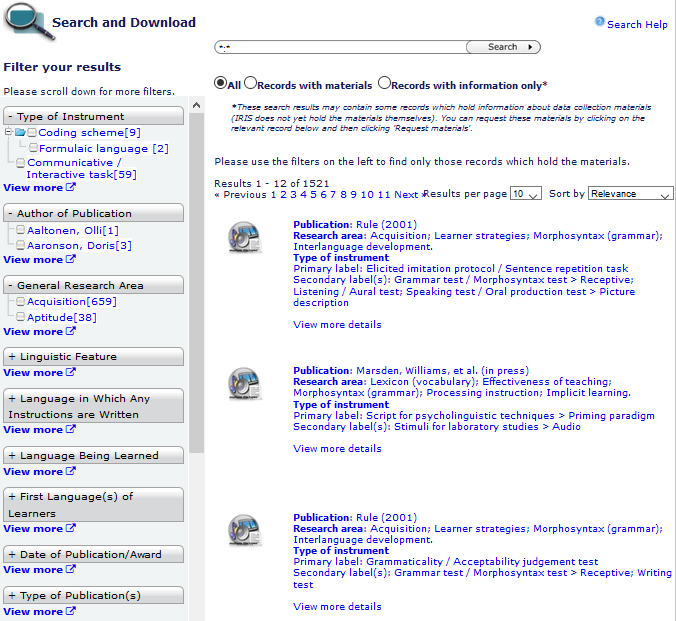 Search and Download
Search Help
*:*
Search
Filter your results
Please scroll down for more filters.
- Type of Instrument
Coding scheme[9]
Formulaic language [2]
Communicative /
Interactive task[59]
View more
- Author of Publication
Aaltonen, Olli[1]
Aaronson, Doris[3]
View more
- General Research Area
Acquisition[659]
Aptitude[38]
View more
+ Linguistic Feature
View more
+ Language in Which Any
Instructions are Written
View more
+ Language Being Learned
View more
+ First Language(s) of
Learners
View more
+ Date of Publication/Award
View more
+ Type of Publication(s)
View more
All Records with materials Records with information only*
*These search results may contain some records which hold information about data collection materials
(IRIS does not yet hold the materials themselves). You can request these materials by clicking on the
relevant record below and then clicking 'Request materials'.
Please use the filters on the left to find only those records which hold the materials.
Results 1 - 12 of 1521
« Previous 1 2 3 4 5 6 7 8 9 10 11 Next » Results per page 10 Sort by Relevance
Publication: Rule (2001)
Research area: Acquisition; Learner strategies; Morphosyntax (grammar);
Interlanguage development.
Type of instrument
Primary label: Elicited imitation protocol / Sentence repetition task
Secondary label(s): Grammar test / Morphosyntax test > Receptive;
Listening / Aural test; Speaking test / Oral production test > Picture
description
View more details
Publication: Marsden, Williams, et al. (in press)
Research area: Lexicon (vocabulary); Effectiveness of teaching;
Morphosyntax (grammar); Processing instruction; Implicit learning.
Type of instrument
Primary label: Script for psycholinguistic techniques > Priming paradigm
Secondary label(s): Stimuli for laboratory studies > Audio
View more details
Publication: Rule (2001)
Research area: Acquisition; Learner strategies; Morphosyntax (grammar);
Interlanguage development.
Type of instrument
Primary label: Grammaticality / Acceptability judgement test
Secondary label(s): Grammar test / Morphosyntax test > Receptive; Writing
test
View more details